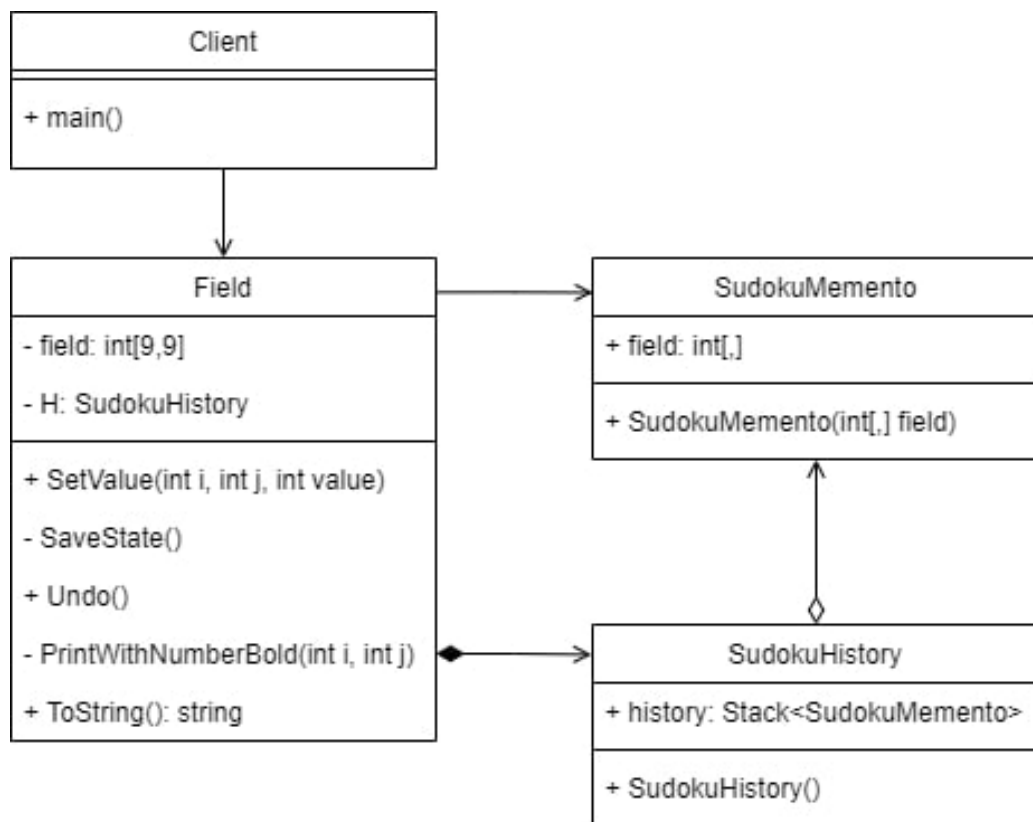 Client
+ main()
Field
- field: int[9,9]
- H: SudokuHistory
+ SetValue(int i, int j, int value)
- SaveState()
+ Undo()
- PrintWithNumberBold(int i, int j)
+ ToString(): string
SudokuMemento
+ field: int[,]
+ SudokuMemento(int[,] field)
SudokuHistory
+ history: Stack<SudokuMemento>
+ SudokuHistory()